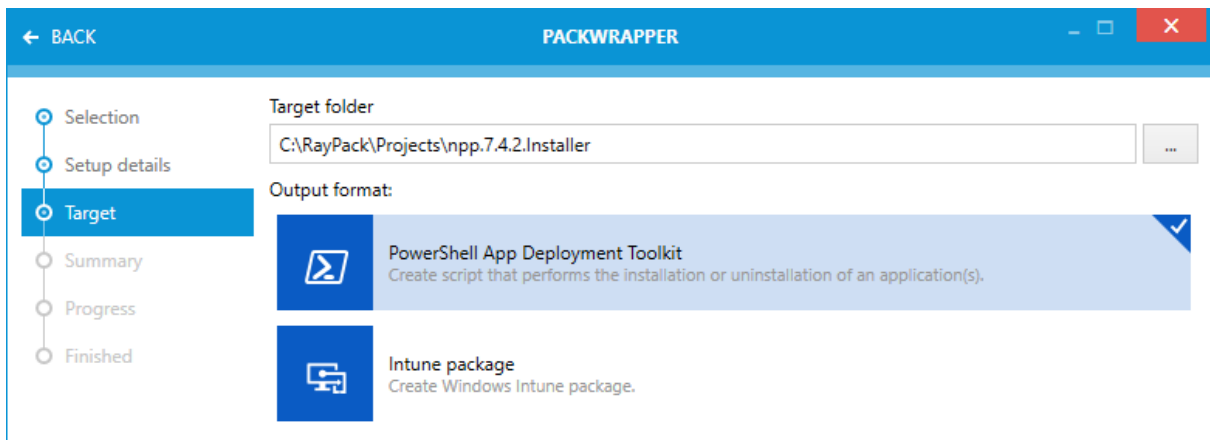 BACK
PACKWRAPPER
Selection
Setup details
Target
Summary
Progress
Finished
Target folder
C:\RayPack\Projects\npp.7.4.2.Installer
...
Output format:
PowerShell App Deployment Toolkit
Create script that performs the installation or uninstallation of an application(s).
Intune package
Create Windows Intune package.